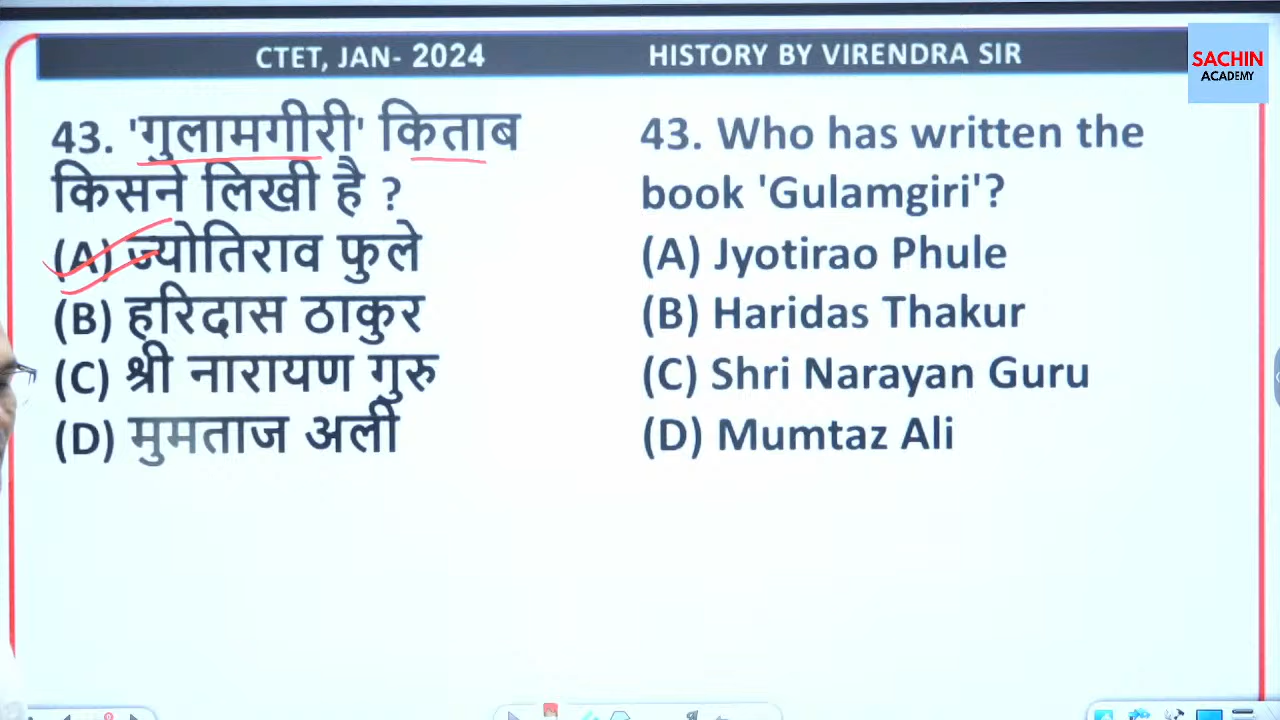 CTET, JAN- 2024
HISTORY BY VIRENDRA SIR
SACHIN
ACADEMY
43. 'गुलामगीरी' किताब
किसने लिखी है ?
(A) ज्योतिराव फुले
(B) हरिदास ठाकुर
(C) श्री नारायण गुरु
(D) मुमताज अली
43. Who has written the
book 'Gulamgiri'?
(A) Jyotirao Phule
(B) Haridas Thakur
(C) Shri Narayan Guru
(D) Mumtaz Ali